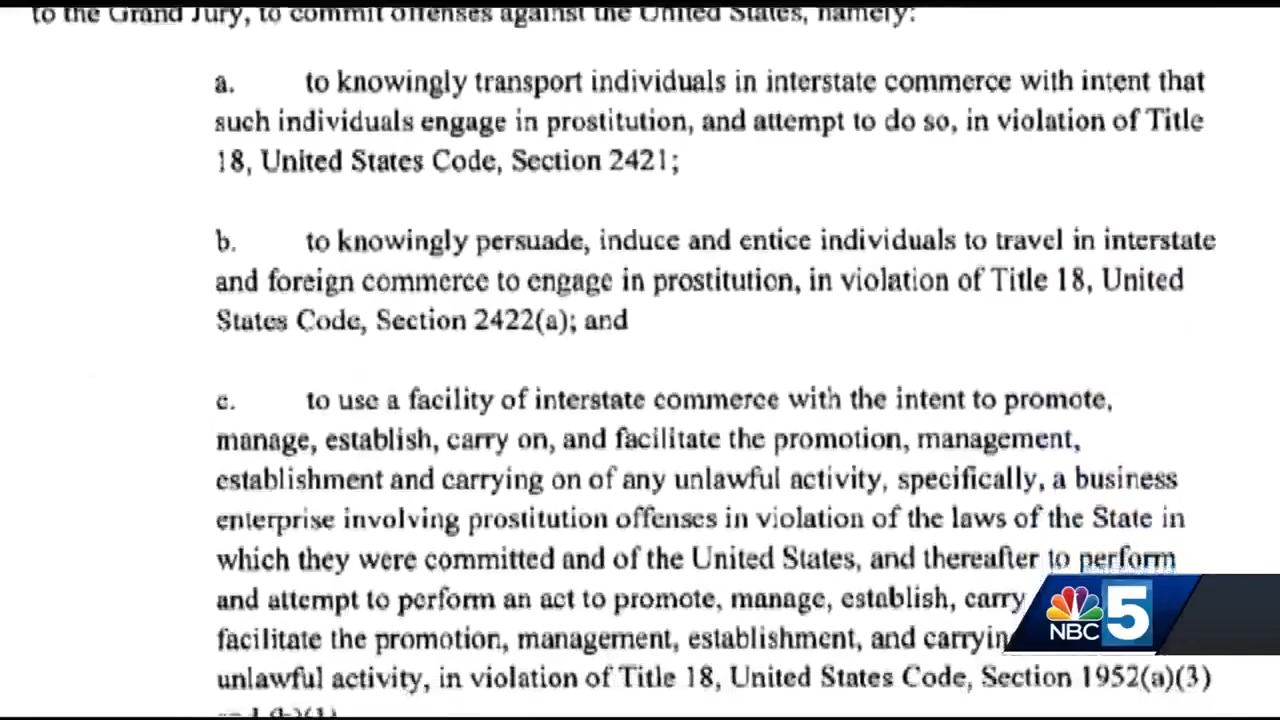 to the Grand Jury, to commit offenses against the United States, namely:
a. to knowingly transport individuals in interstate commerce with intent that
such individuals engage in prostitution, and attempt to do so, in violation of Title
18, United States Code, Section 2421;
b. to knowingly persuade, induce and entice individuals to travel in interstate
and foreign commerce to engage in prostitution, in violation of Title 18, United
States Code, Section 2422(a); and
c. to use a facility of interstate commerce with the intent to promote,
manage, establish, carry on, and facilitate the promotion, management,
establishment and carrying on of any unlawful activity, specifically, a business
enterprise involving prostitution offenses in violation of the laws of the State in
which they were committed and of the United States, and thereafter to perform
and attempt to perform an act to promote, manage, establish, carry
facilitate the promotion, management, establishment, and
unlawful activity, in violation of Title 18, United States Code, Section 1952(a)(3)
NBC 5